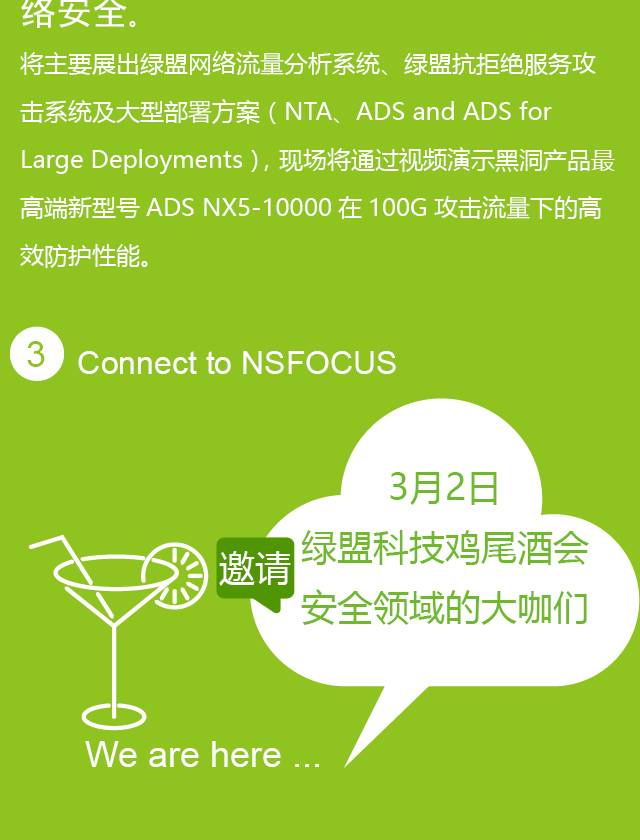 络安全。
将主要展出绿盟网络流量分析系统、绿盟抗拒绝服务攻
击系统及大型部署方案（NTA、ADS and ADS for
Large Deployments），现场将通过视频演示黑洞产品最
高端新型号 ADS NX5-10000 在 100G 攻击流量下的高
效防护性能。
3 Connect to NSFOCUS
3月2日
邀请 绿盟科技鸡尾酒会
安全领域的大咖们
We are here ...